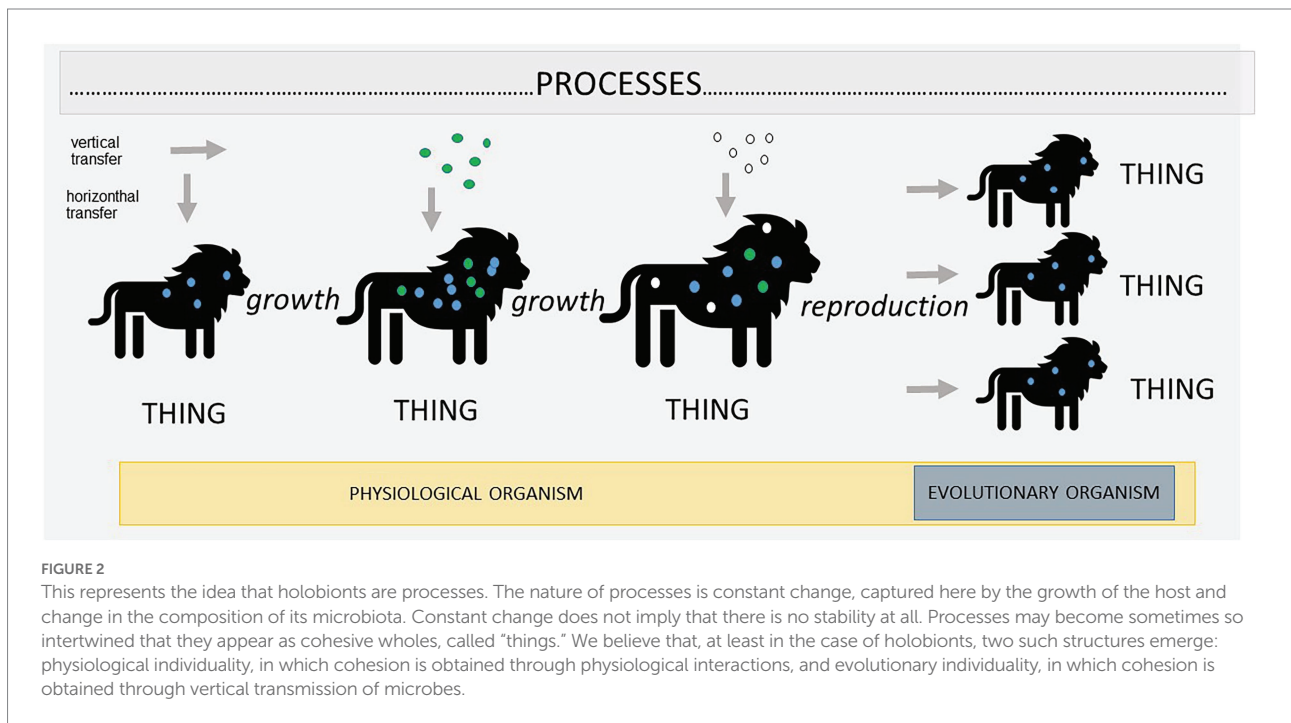 ................................................................................PROCESSES................................................................................
vertical
transfer
horizonthal
transfer
THING
THING
THING
growth
growth
reproduction
THING
THING
THING
THING
PHYSIOLOGICAL ORGANISM
EVOLUTIONARY ORGANISM
FIGURE 2
This represents the idea that holobionts are processes. The nature of processes is constant change, captured here by the growth of the host and
change in the composition of its microbiota. Constant change does not imply that there is no stability at all. Processes may become sometimes so
intertwined that they appear as cohesive wholes, called "things." We believe that, at least in the case of holobionts, two such structures emerge:
physiological individuality, in which cohesion is obtained through physiological interactions, and evolutionary individuality, in which cohesion is
obtained through vertical transmission of microbes.